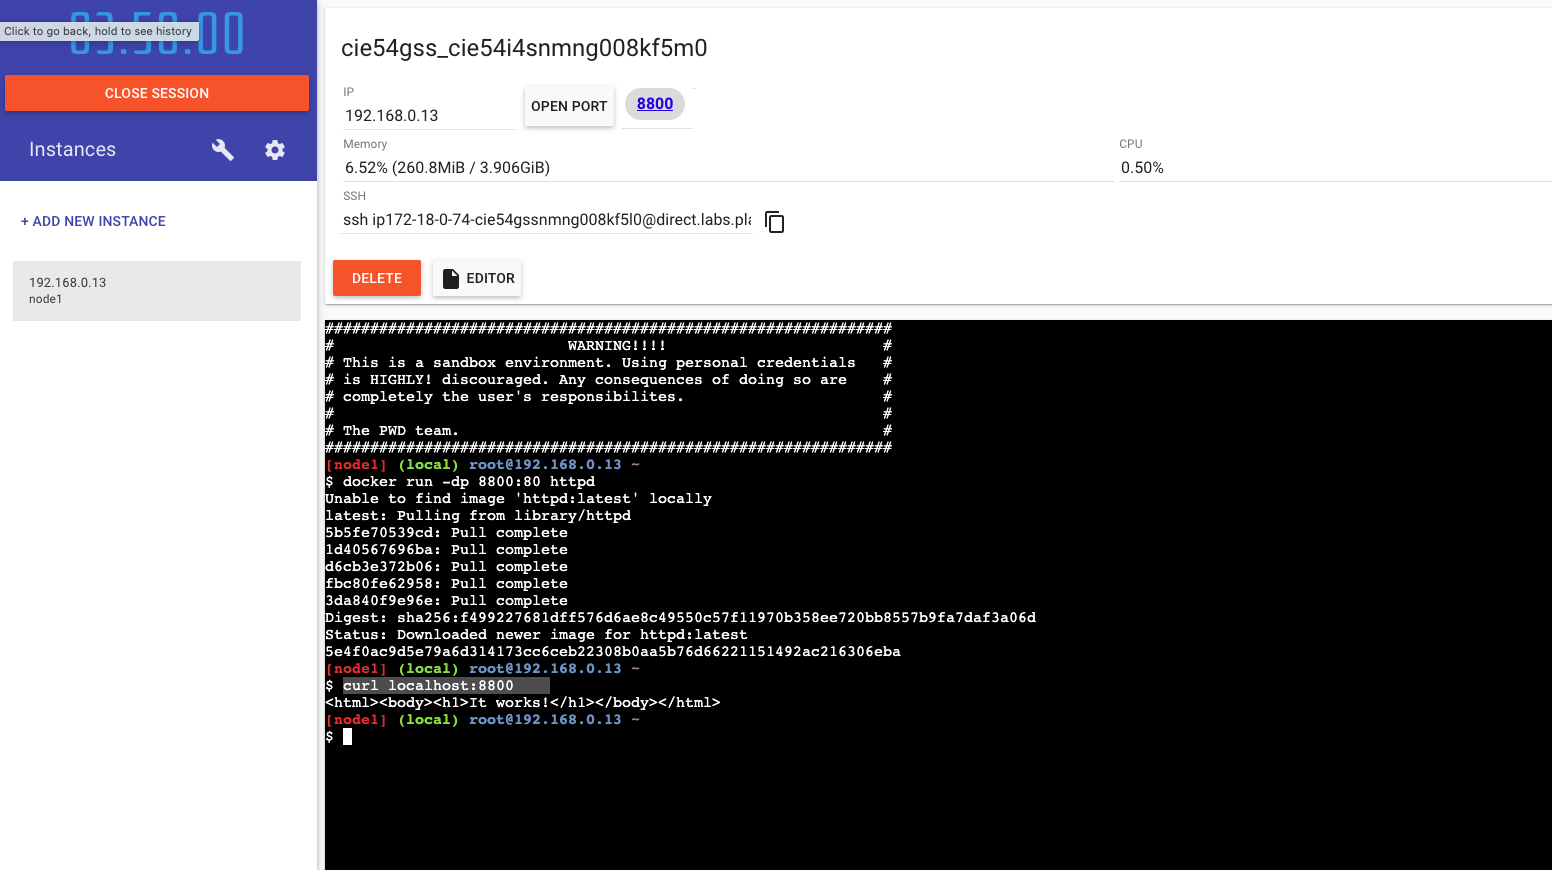 03:50:00
Click to go back, hold to see history
CLOSE SESSION
Instances
+ ADD NEW INSTANCE
192.168.0.13
node1
cie54gss_cie54i4snmng008kf5m0
IP
192.168.0.13
OPEN PORT
8800
Memory
6.52% (260.8MiB / 3.906GiB)
CPU
0.50%
SSH
ssh ip172-18-0-74-cie54gssnmng008kf5l0@direct.labs.pla
DELETE
EDITOR
###############################################################
#                          WARNING!!!!                        #
# This is a sandbox environment. Using personal credentials   #
# is HIGHLY! discouraged. Any consequences of doing so are    #
# completely the user's responsibilites.                      #
#                                                             #
# The PWD team.                                               #
###############################################################
[node1] (local) root@192.168.0.13 ~
$ docker run -dp 8800:80 httpd
Unable to find image 'httpd:latest' locally
latest: Pulling from library/httpd
5b5fe70539cd: Pull complete
1d40567696ba: Pull complete
d6cb3e372b06: Pull complete
fbc80fe62958: Pull complete
3da840f9e96e: Pull complete
Digest: sha256:f499227681dff576d6ae8c49550c57f11970b358ee720bb8557b9fa7daf3a06d
Status: Downloaded newer image for httpd:latest
5e4f0ac9d5e79a6d314173cc6ceb22308b0aa5b76d66221151492ac216306eba
[node1] (local) root@192.168.0.13 ~
$ curl localhost:8800
<html><body><h1>It works!</h1></body></html>
[node1] (local) root@192.168.0.13 ~
$